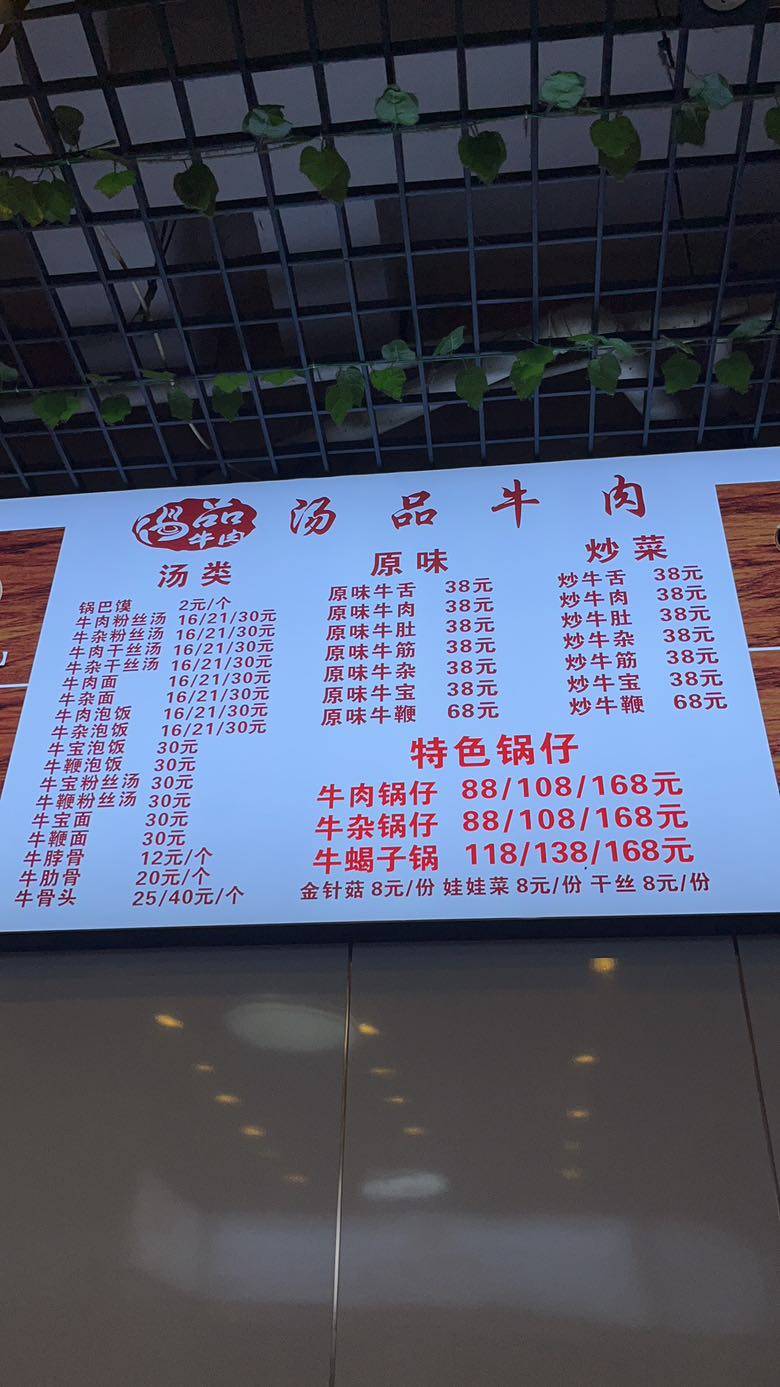 汤品牛肉
汤品牛肉
汤类
锅巴馍 2元/个
牛肉粉丝汤 16/21/30元
牛杂粉丝汤 16/21/30元
牛肉干丝汤 16/21/30元
牛杂干丝汤 16/21/30元
牛肉面 16/21/30元
牛杂面 16/21/30元
牛肉泡饭 16/21/30元
牛杂泡饭 16/21/30元
牛宝泡饭 30元
牛鞭泡饭 30元
牛宝粉丝汤 30元
牛鞭粉丝汤 30元
牛宝面 30元
牛鞭面 30元
牛脖骨 12元/个
牛肋骨 20元/个
牛骨头 25/40元/个
原味
原味牛舌 38元
原味牛肉 38元
原味牛肚 38元
原味牛筋 38元
原味牛杂 38元
原味牛宝 38元
原味牛鞭 68元
炒菜
炒牛舌 38元
炒牛肉 38元
炒牛肚 38元
炒牛杂 38元
炒牛筋 38元
炒牛宝 38元
炒牛鞭 68元
特色锅仔
牛肉锅仔 88/108/168元
牛杂锅仔 88/108/168元
牛蝎子锅 118/138/168元
金针菇 8元/份 娃娃菜 8元/份 干丝 8元/份